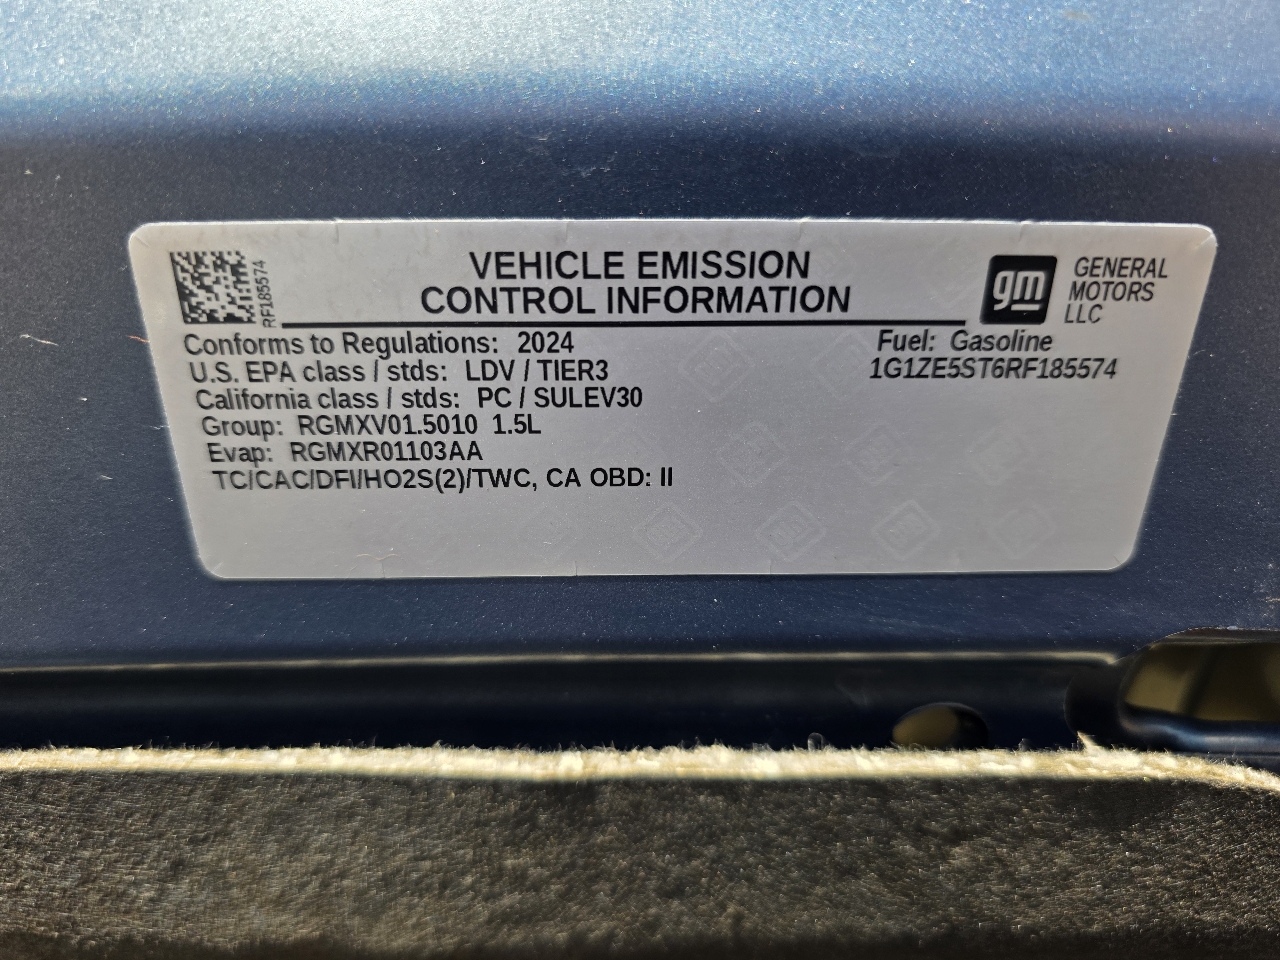 RF185574
VEHICLE EMISSION
CONTROL INFORMATION
gm
GENERAL
MOTORS
LLC
Conforms to Regulations: 2024
U.S. EPA class / stds: LDV / TIER3
California class / stds: PC / SULEV30
Group: RGMXV01.5010 1.5L
Evap: RGMXR01103AA
TC/CAC/DFI/HO2S(2)/TWC, CA OBD: II
Fuel: Gasoline
1G1ZE5ST6RF185574